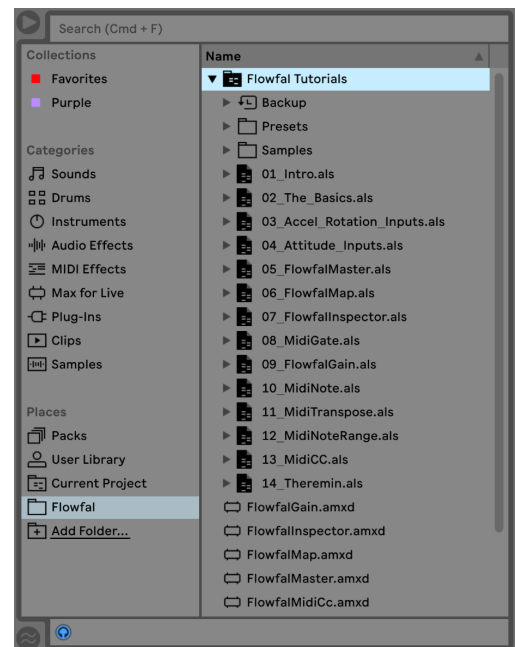 Search (Cmd + F)
Collections
Favorites
Purple
Categories
Sounds
Drums
Instruments
Audio Effects
MIDI Effects
Max for Live
Plug-Ins
Clips
Samples
Places
Packs
User Library
Current Project
Flowfal
Add Folder...
Name
Flowfal Tutorials
Backup
Presets
Samples
01_Intro.als
02_The_Basics.als
03_Accel_Rotation_Inputs.als
04_Attitude_Inputs.als
05_FlowfalMaster.als
06_FlowfalMap.als
07_FlowfalInspector.als
08_MidiGate.als
09_FlowfalGain.als
10_MidiNote.als
11_MidiTranspose.als
12_MidiNoteRange.als
13_MidiCC.als
14_Theremin.als
FlowfalGain.amxd
FlowfalInspector.amxd
FlowfalMap.amxd
FlowfalMaster.amxd
FlowfalMidiCc.amxd